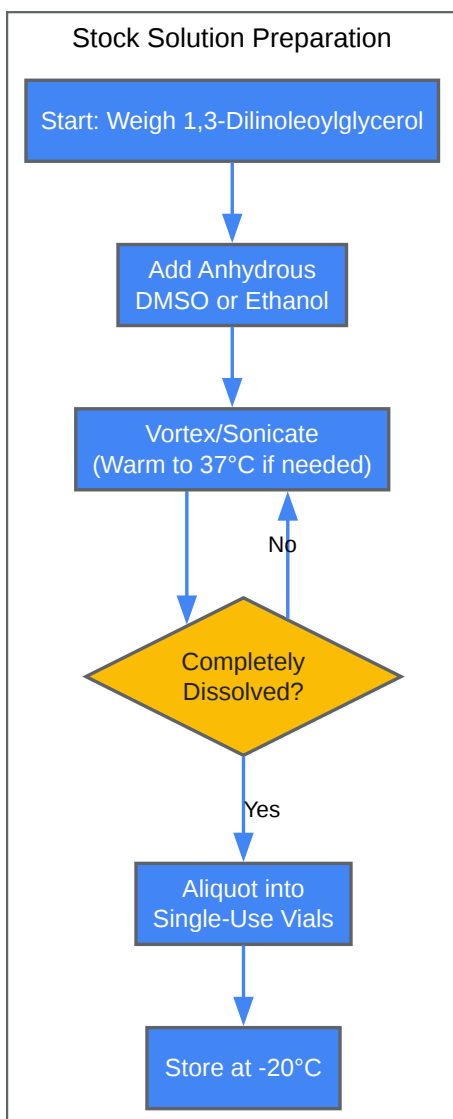 Stock Solution Preparation
Start: Weigh 1,3-Dilinoleoylglycerol
Add Anhydrous
DMSO or Ethanol
Vortex/Sonicate
(Warm to 37°C if needed)
No
Completely
Dissolved?
Yes
Aliquot into
Single-Use Vials
Store at -20°C